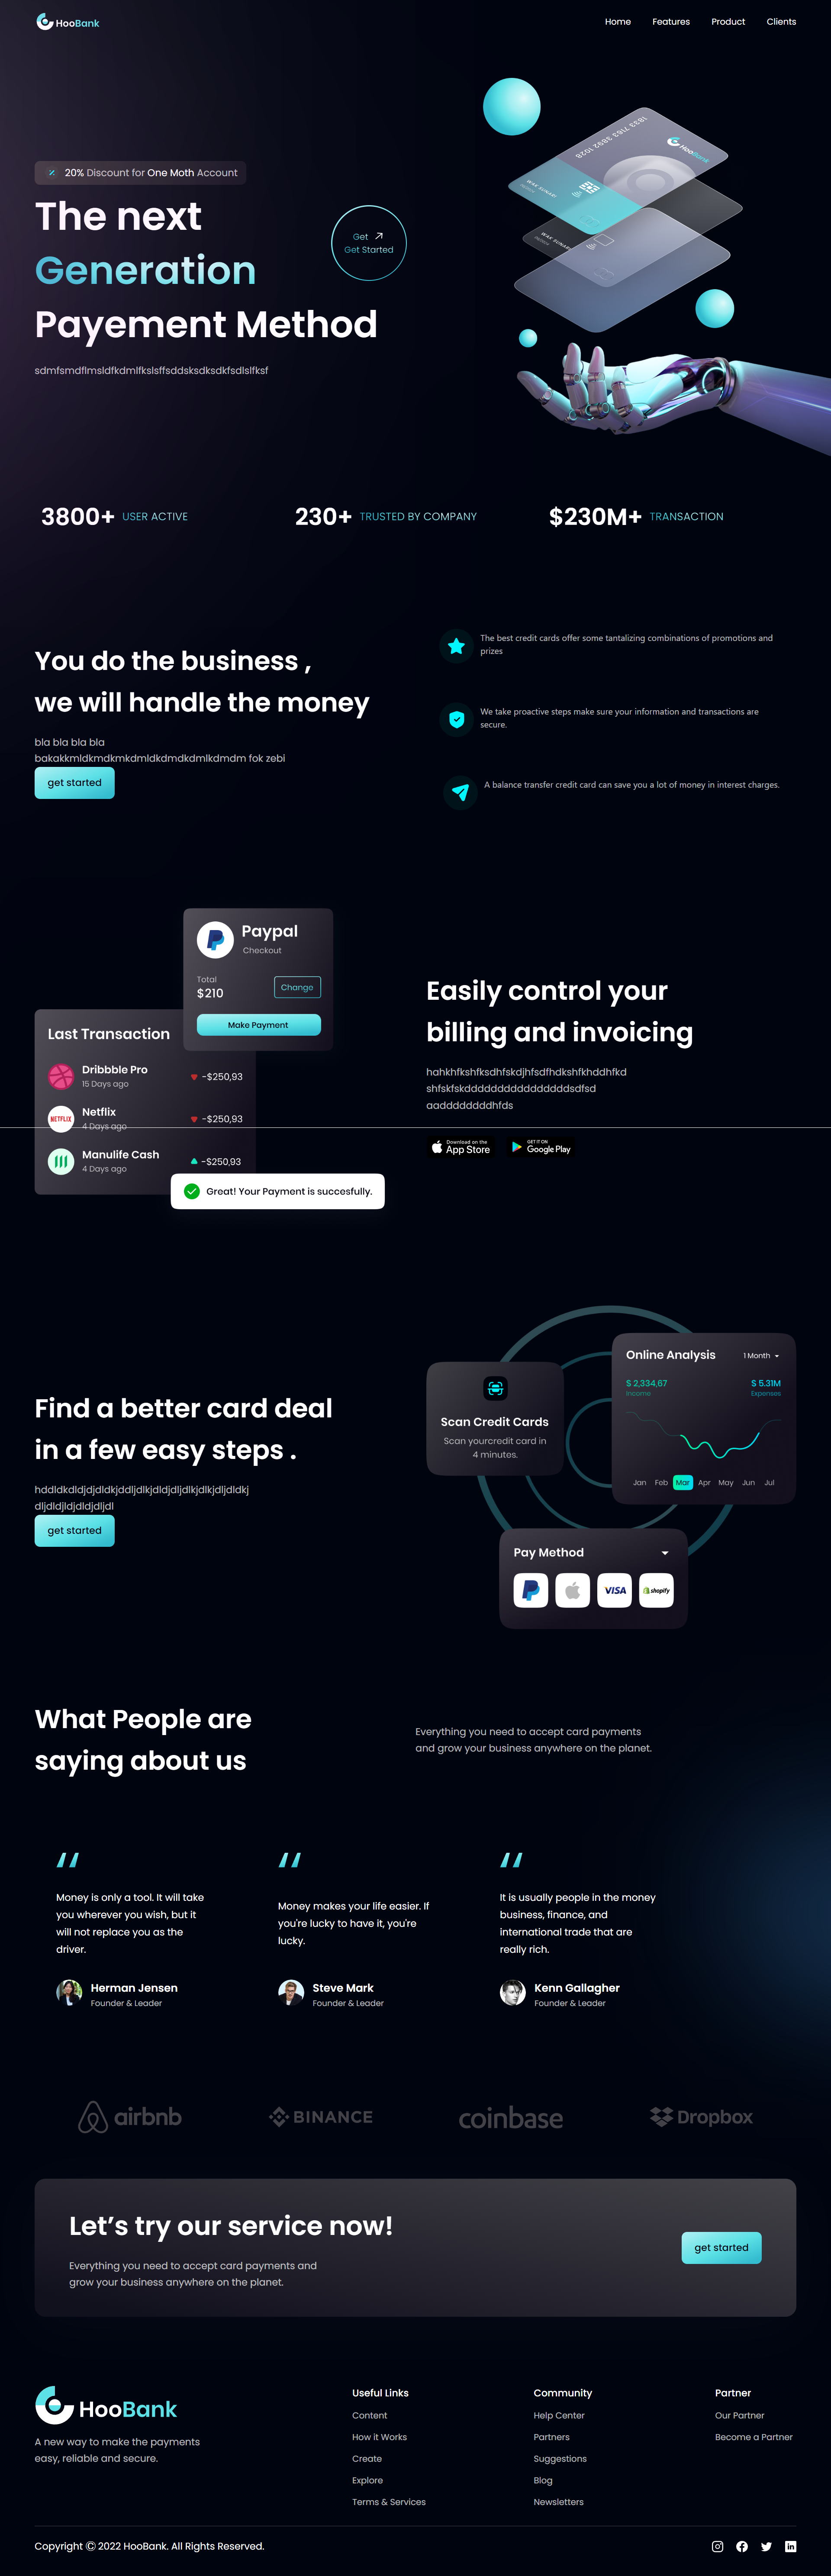 HooBank
Home Features Product Clients
20% Discount for One Moth Account
The next
Generation
Payement Method
Get
Get Started
HooBank
sdmfsmdflmsldfkdmlfkslsffsddsksdksdkfsdlslfksf
3800+ USER ACTIVE
230+ TRUSTED BY COMPANY
$230M+ TRANSACTION
You do the business ,
we will handle the money
bla bla bla bla
bakakkmldkmdkmkdmldkdmdkdmlkdmdm fok zebi
get started
The best credit cards offer some tantalizing combinations of promotions and
prizes
We take proactive steps make sure your information and transactions are
secure.
A balance transfer credit card can save you a lot of money in interest charges.
Paypal
Checkout
Total
$210
Change
Make Payment
Last Transaction
Dribbble Pro
15 Days ago
-$250,93
Netflix
4 Days ago
-$250,93
NETFLIX
Manulife Cash
4 Days ago
-$250,93
Great! Your Payment is succesfully.
Easily control your
billing and invoicing
hahkhfkshfksdhfskdjhfsdfhdkshfkhddhfkd
shfskfskddddddddddddddddsdfsd
aaddddddddhfds
Download on the
App Store
GET IT ON
Google Play
Find a better card deal
in a few easy steps .
hddldkdldjdjdldkjddljdlkjdldjdljdlkjdlkjdljdldkj
dljdldjldjdldjdljdl
get started
Scan Credit Cards
Scan yourcredit card in
4 minutes.
Online Analysis
1 Month
$ 2,334,67
Income
$ 5.31M
Expenses
Jan Feb Mar Apr May Jun Jul
Pay Method
VISA
shopify
What People are
saying about us
Everything you need to accept card payments
and grow your business anywhere on the planet.
Money is only a tool. It will take
you wherever you wish, but it
will not replace you as the
driver.
Herman Jensen
Founder & Leader
Money makes your life easier. If
you're lucky to have it, you're
lucky.
Steve Mark
Founder & Leader
It is usually people in the money
business, finance, and
international trade that are
really rich.
Kenn Gallagher
Founder & Leader
airbnb
BINANCE
coinbase
Dropbox
Let’s try our service now!
Everything you need to accept card payments and
grow your business anywhere on the planet.
get started
HooBank
A new way to make the payments
easy, reliable and secure.
Useful Links
Content
How it Works
Create
Explore
Terms & Services
Community
Help Center
Partners
Suggestions
Blog
Newsletters
Partner
Our Partner
Become a Partner
Copyright Ⓒ 2022 HooBank. All Rights Reserved.